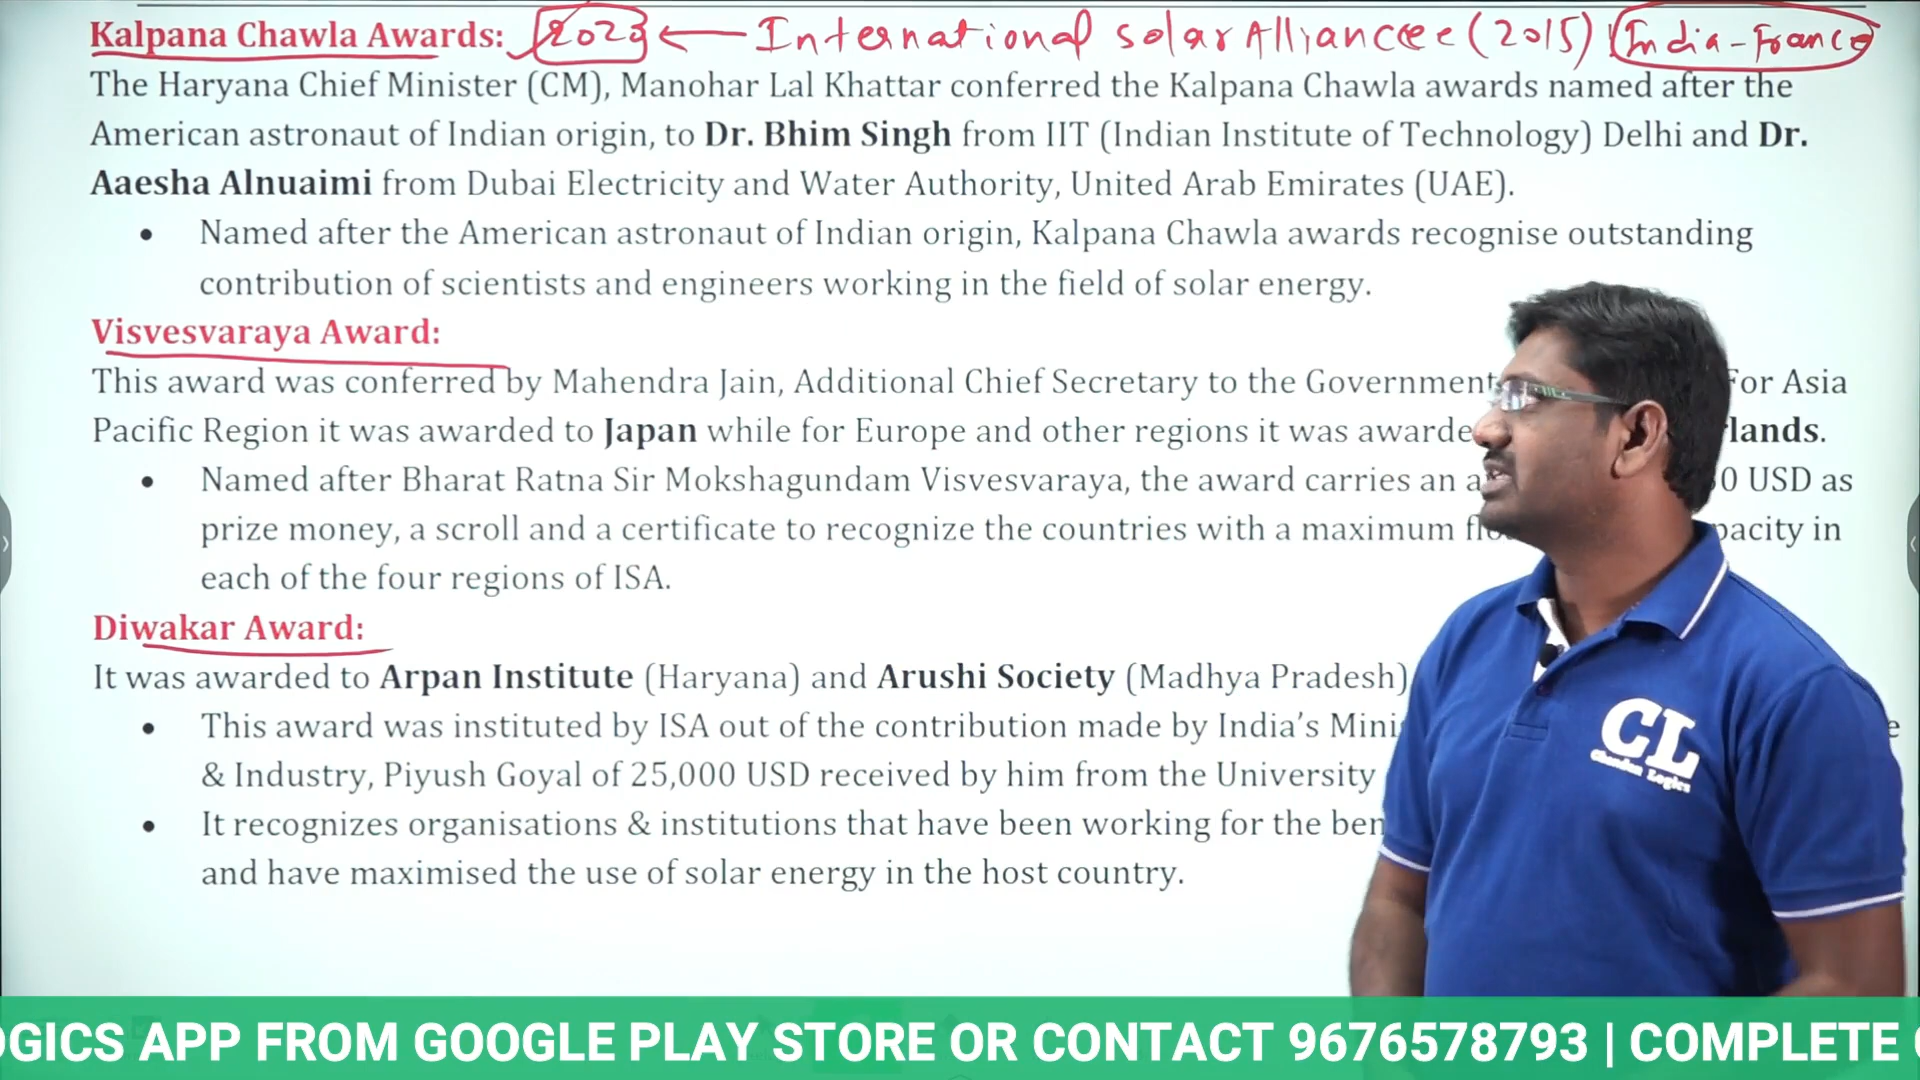 Kalpana Chawla Awards: 2023 ← International solar Alliancee (2015) (India-France)
The Haryana Chief Minister (CM), Manohar Lal Khattar conferred the Kalpana Chawla awards named after the
American astronaut of Indian origin, to Dr. Bhim Singh from IIT (Indian Institute of Technology) Delhi and Dr.
Aaesha Alnuaimi from Dubai Electricity and Water Authority, United Arab Emirates (UAE).
• Named after the American astronaut of Indian origin, Kalpana Chawla awards recognise outstanding
contribution of scientists and engineers working in the field of solar energy.
Visvesvaraya Award:
This award was conferred by Mahendra Jain, Additional Chief Secretary to the Government For Asia
Pacific Region it was awarded to Japan while for Europe and other regions it was awarde lands.
• Named after Bharat Ratna Sir Mokshagundam Visvesvaraya, the award carries an a 0 USD as
prize money, a scroll and a certificate to recognize the countries with a maximum flo pacity in
each of the four regions of ISA.
Diwakar Award:
It was awarded to Arpan Institute (Haryana) and Arushi Society (Madhya Pradesh)
• This award was instituted by ISA out of the contribution made by India's Mini e
& Industry, Piyush Goyal of 25,000 USD received by him from the University
• It recognizes organisations & institutions that have been working for the ben
and have maximised the use of solar energy in the host country.
CL
Chandan Logics
OGICS APP FROM GOOGLE PLAY STORE OR CONTACT 9676578793 | COMPLETE